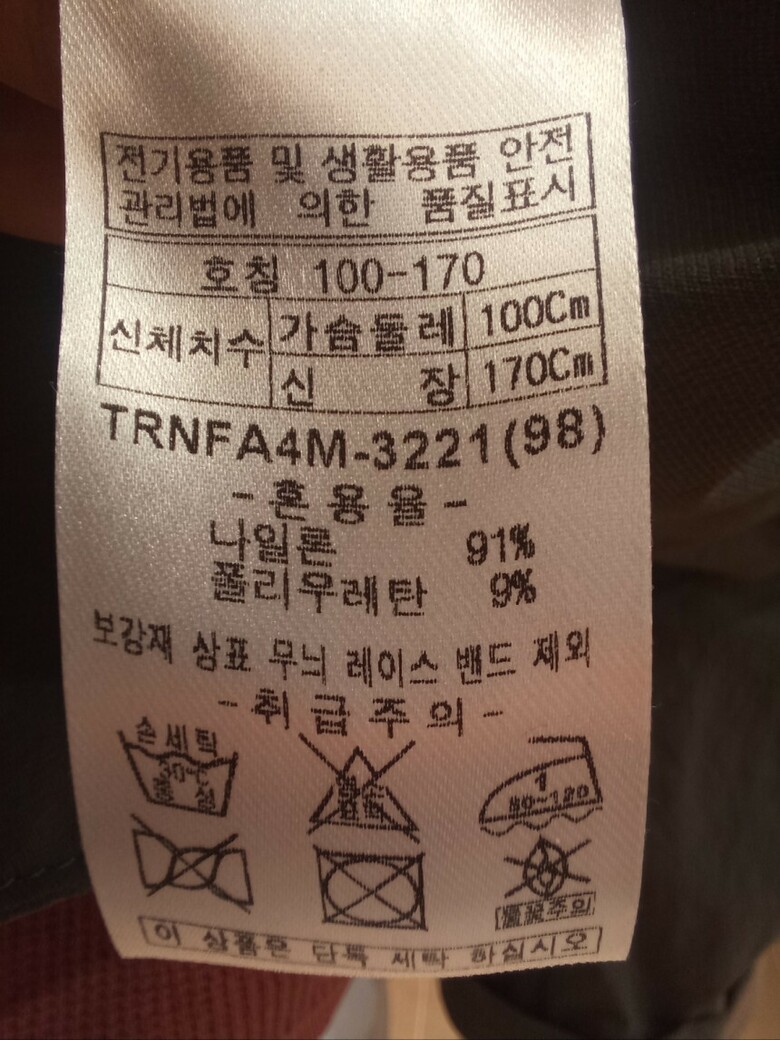 전기용품 및 생활용품 안전
관리법에 의한 품질표시
호칭 100-170
신체치수 가슴둘레 100Cm
신 장 170Cm
TRNFA4M-3221(98)
-혼용율-
나일론 91%
폴리우레탄 9%
보강재 상표 무늬 레이스 밴드 제외
-취급주의-
손세탁
1
80~120
불꽃주의
이 상품은 단독 세탁 하십시오